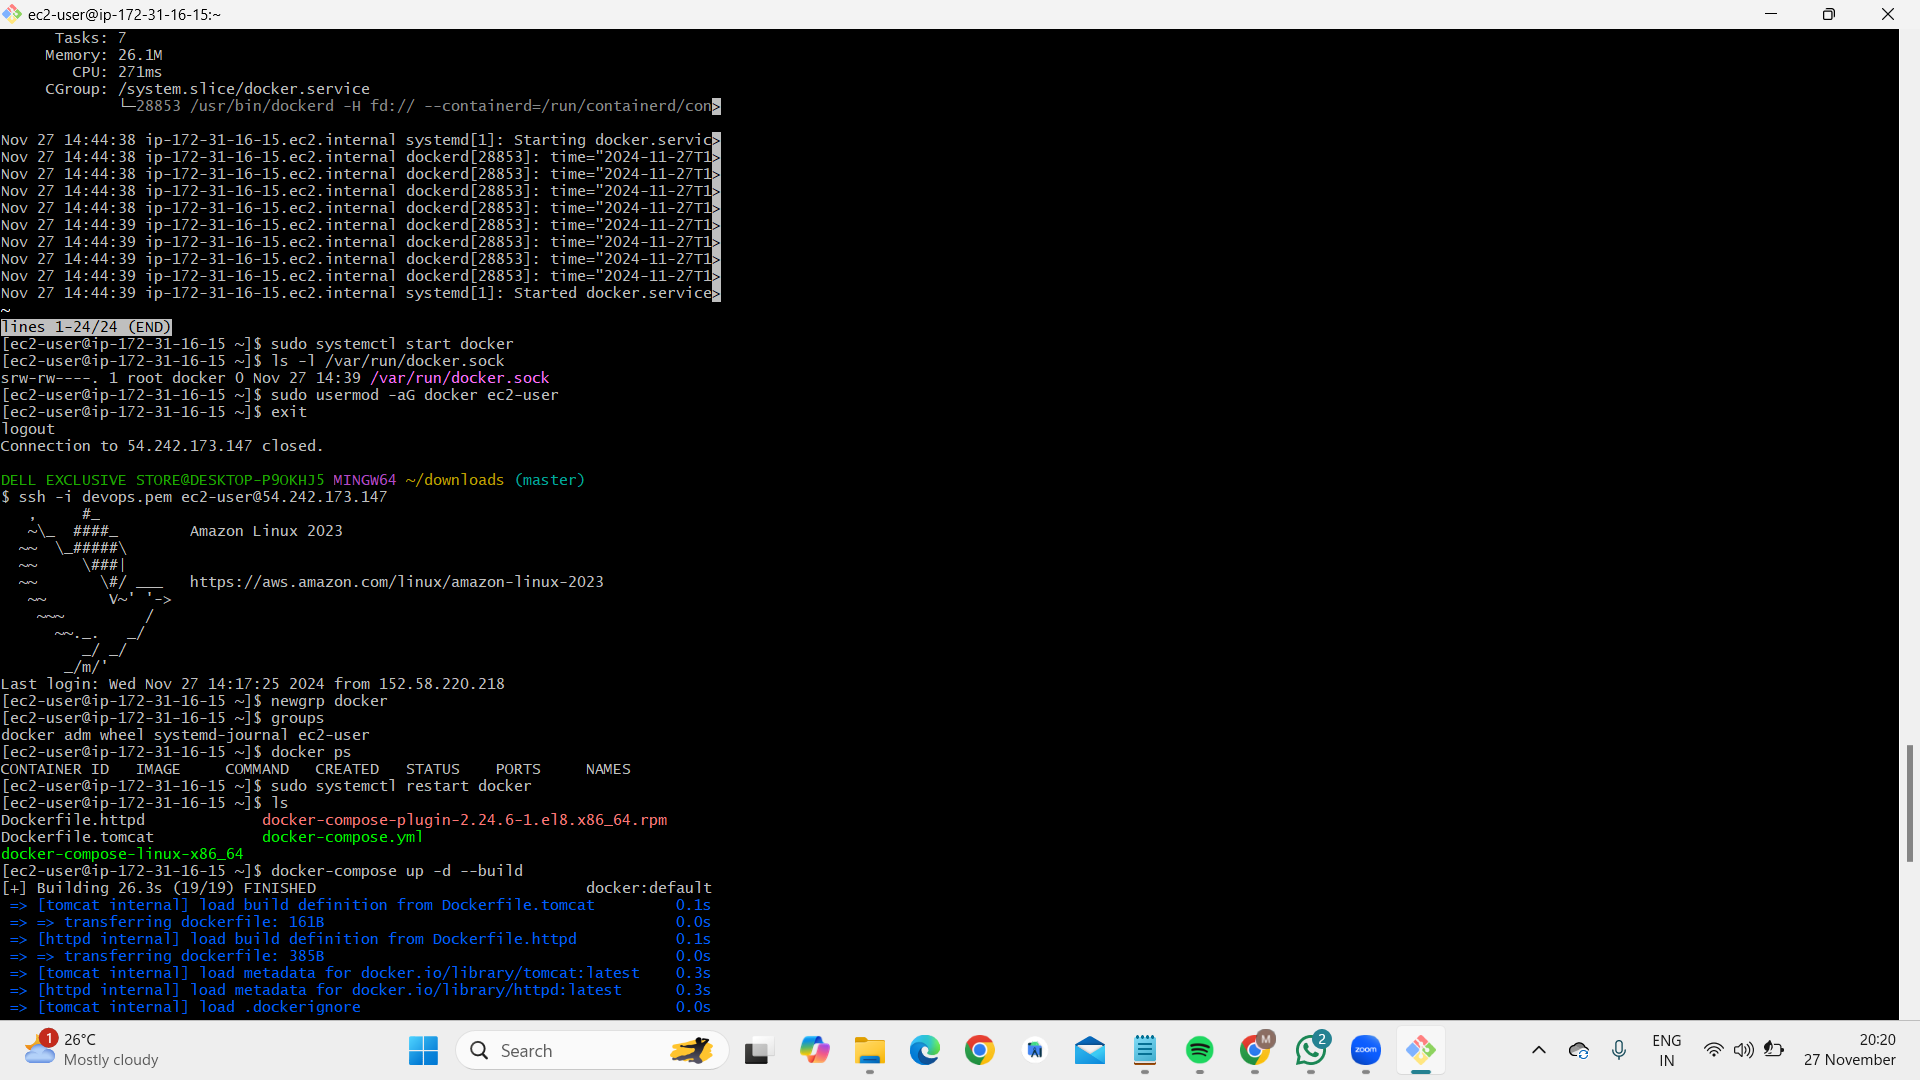 ec2-user@ip-172-31-16-15:~
Tasks: 7
Memory: 26.1M
CPU: 271ms
CGroup: /system.slice/docker.service
└─28853 /usr/bin/dockerd -H fd:// --containerd=/run/containerd/con>
Nov 27 14:44:38 ip-172-31-16-15.ec2.internal systemd[1]: Starting docker.servic>
Nov 27 14:44:38 ip-172-31-16-15.ec2.internal dockerd[28853]: time="2024-11-27T1>
Nov 27 14:44:38 ip-172-31-16-15.ec2.internal dockerd[28853]: time="2024-11-27T1>
Nov 27 14:44:38 ip-172-31-16-15.ec2.internal dockerd[28853]: time="2024-11-27T1>
Nov 27 14:44:38 ip-172-31-16-15.ec2.internal dockerd[28853]: time="2024-11-27T1>
Nov 27 14:44:39 ip-172-31-16-15.ec2.internal dockerd[28853]: time="2024-11-27T1>
Nov 27 14:44:39 ip-172-31-16-15.ec2.internal dockerd[28853]: time="2024-11-27T1>
Nov 27 14:44:39 ip-172-31-16-15.ec2.internal dockerd[28853]: time="2024-11-27T1>
Nov 27 14:44:39 ip-172-31-16-15.ec2.internal dockerd[28853]: time="2024-11-27T1>
Nov 27 14:44:39 ip-172-31-16-15.ec2.internal systemd[1]: Started docker.service>
~
lines 1-24/24 (END)
[ec2-user@ip-172-31-16-15 ~]$ sudo systemctl start docker
[ec2-user@ip-172-31-16-15 ~]$ ls -l /var/run/docker.sock
srw-rw----. 1 root docker 0 Nov 27 14:39 /var/run/docker.sock
[ec2-user@ip-172-31-16-15 ~]$ sudo usermod -aG docker ec2-user
[ec2-user@ip-172-31-16-15 ~]$ exit
logout
Connection to 54.242.173.147 closed.
DELL EXCLUSIVE STORE@DESKTOP-P9OKHJ5 MINGW64 ~/downloads (master)
$ ssh -i devops.pem ec2-user@54.242.173.147
   ,     #_
   ~\_  ####_        Amazon Linux 2023
  ~~  \_#####\
  ~~     \###|
  ~~       \#/ ___   https://aws.amazon.com/linux/amazon-linux-2023
   ~~       V~' '->
    ~~~         /
      ~~._.   _/
         _/ _/
       _/m/'
Last login: Wed Nov 27 14:17:25 2024 from 152.58.220.218
[ec2-user@ip-172-31-16-15 ~]$ newgrp docker
[ec2-user@ip-172-31-16-15 ~]$ groups
docker adm wheel systemd-journal ec2-user
[ec2-user@ip-172-31-16-15 ~]$ docker ps
CONTAINER ID   IMAGE     COMMAND   CREATED   STATUS    PORTS     NAMES
[ec2-user@ip-172-31-16-15 ~]$ sudo systemctl restart docker
[ec2-user@ip-172-31-16-15 ~]$ ls
Dockerfile.httpd             docker-compose-plugin-2.24.6-1.el8.x86_64.rpm
Dockerfile.tomcat            docker-compose.yml
docker-compose-linux-x86_64
[ec2-user@ip-172-31-16-15 ~]$ docker-compose up -d --build
[+] Building 26.3s (19/19) FINISHED                              docker:default
=> [tomcat internal] load build definition from Dockerfile.tomcat         0.1s
=> => transferring dockerfile: 161B                                       0.0s
=> [httpd internal] load build definition from Dockerfile.httpd           0.1s
=> => transferring dockerfile: 385B                                       0.0s
=> [tomcat internal] load metadata for docker.io/library/tomcat:latest    0.3s
=> [httpd internal] load metadata for docker.io/library/httpd:latest      0.3s
=> [tomcat internal] load .dockerignore                                   0.0s
1
26°C
Mostly cloudy
Search
M
2
zoom
ENG
IN
20:20
27 November